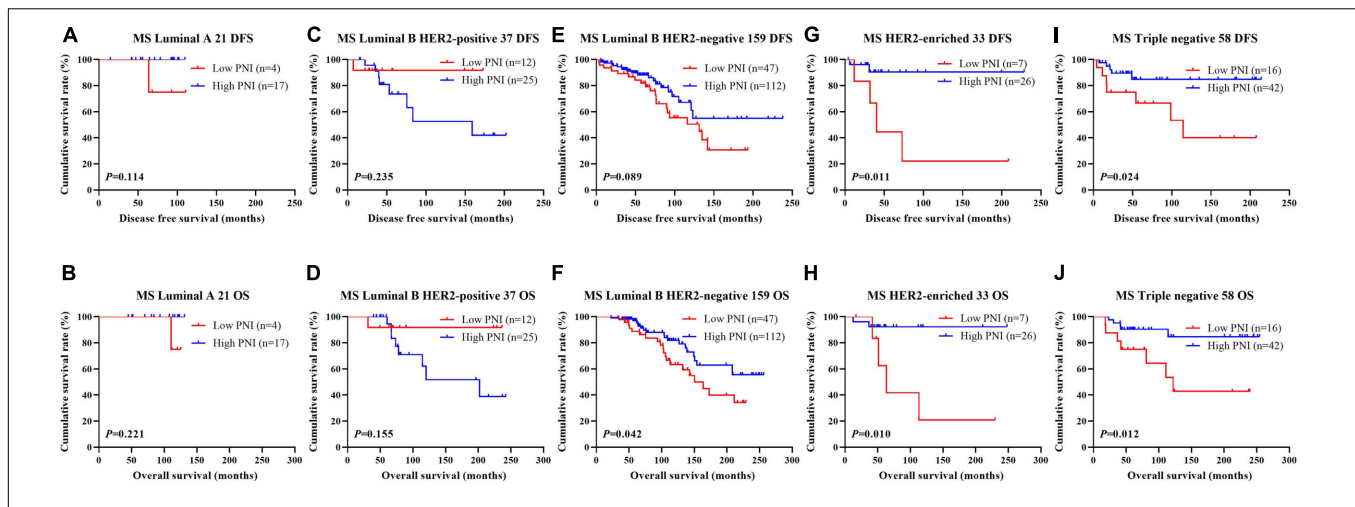 A
MS Luminal A 21 DFS
Cumulative survival rate (%)
100
80
60
40
20
0
Low PNI (n=4)
High PNI (n=17)
P=0.114
0 50 100 150 200 250
Disease free survival (months)
C
MS Luminal B HER2-positive 37 DFS
Cumulative survival rate (%)
100
80
60
40
20
0
Low PNI (n=12)
High PNI (n=25)
P=0.235
0 50 100 150 200 250
Disease free survival (months)
E
MS Luminal B HER2-negative 159 DFS
Cumulative survival rate (%)
100
80
60
40
20
0
Low PNI (n=47)
High PNI (n=112)
P=0.089
0 50 100 150 200 250
Disease free survival (months)
G
MS HER2-enriched 33 DFS
Cumulative survival rate (%)
100
80
60
40
20
0
Low PNI (n=7)
High PNI (n=26)
P=0.011
0 50 100 150 200 250
Disease free survival (months)
I
MS Triple negative 58 DFS
Cumulative survival rate (%)
100
80
60
40
20
0
Low PNI (n=16)
High PNI (n=42)
P=0.024
0 50 100 150 200 250
Disease free survival (months)
B
MS Luminal A 21 OS
Cumulative survival rate (%)
100
80
60
40
20
0
Low PNI (n=4)
High PNI (n=17)
P=0.221
0 50 100 150 200 250 300
Overall survival (months)
D
MS Luminal B HER2-positive 37 OS
Cumulative survival rate (%)
100
80
60
40
20
0
Low PNI (n=12)
High PNI (n=25)
P=0.155
0 50 100 150 200 250 300
Overall survival (months)
F
MS Luminal B HER2-negative 159 OS
Cumulative survival rate (%)
100
80
60
40
20
0
Low PNI (n=47)
High PNI (n=112)
P=0.042
0 50 100 150 200 250 300
Overall survival (months)
H
MS HER2-enriched 33 OS
Cumulative survival rate (%)
100
80
60
40
20
0
Low PNI (n=7)
High PNI (n=26)
P=0.010
0 50 100 150 200 250 300
Overall survival (months)
J
MS Triple negative 58 OS
Cumulative survival rate (%)
100
80
60
40
20
0
Low PNI (n=16)
High PNI (n=42)
P=0.012
0 50 100 150 200 250 300
Overall survival (months)